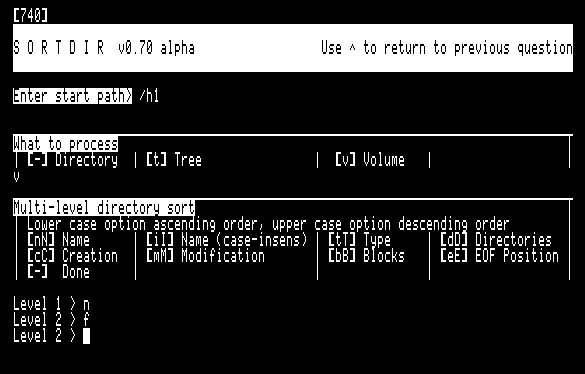 [740]
S O R T D I R  v0.70 alpha                Use ^ to return to previous question
Enter start path> /h1
What to process
| [-] Directory  | [t] Tree                    | [v] Volume   |
v
Multi-level directory sort
| Lower case option ascending order, upper case option descending order
| [nN] Name      | [iI] Name (case-insens) | [tT] Type      | [dD] Directories
| [cC] Creation  | [mM] Modification       | [bB] Blocks    | [eE] EOF Position |
| [-]  Done      |
Level 1 > n
Level 2 > f
Level 2 >